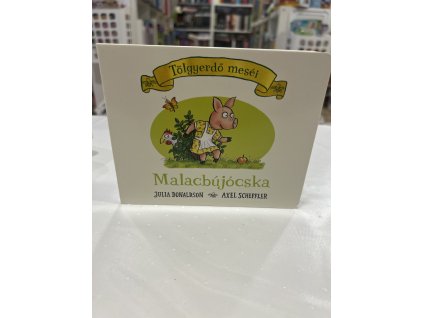 Tölgyerdő meséi
Malacbújócska
JULIA DONALDSON AXEL SCHEFFLER